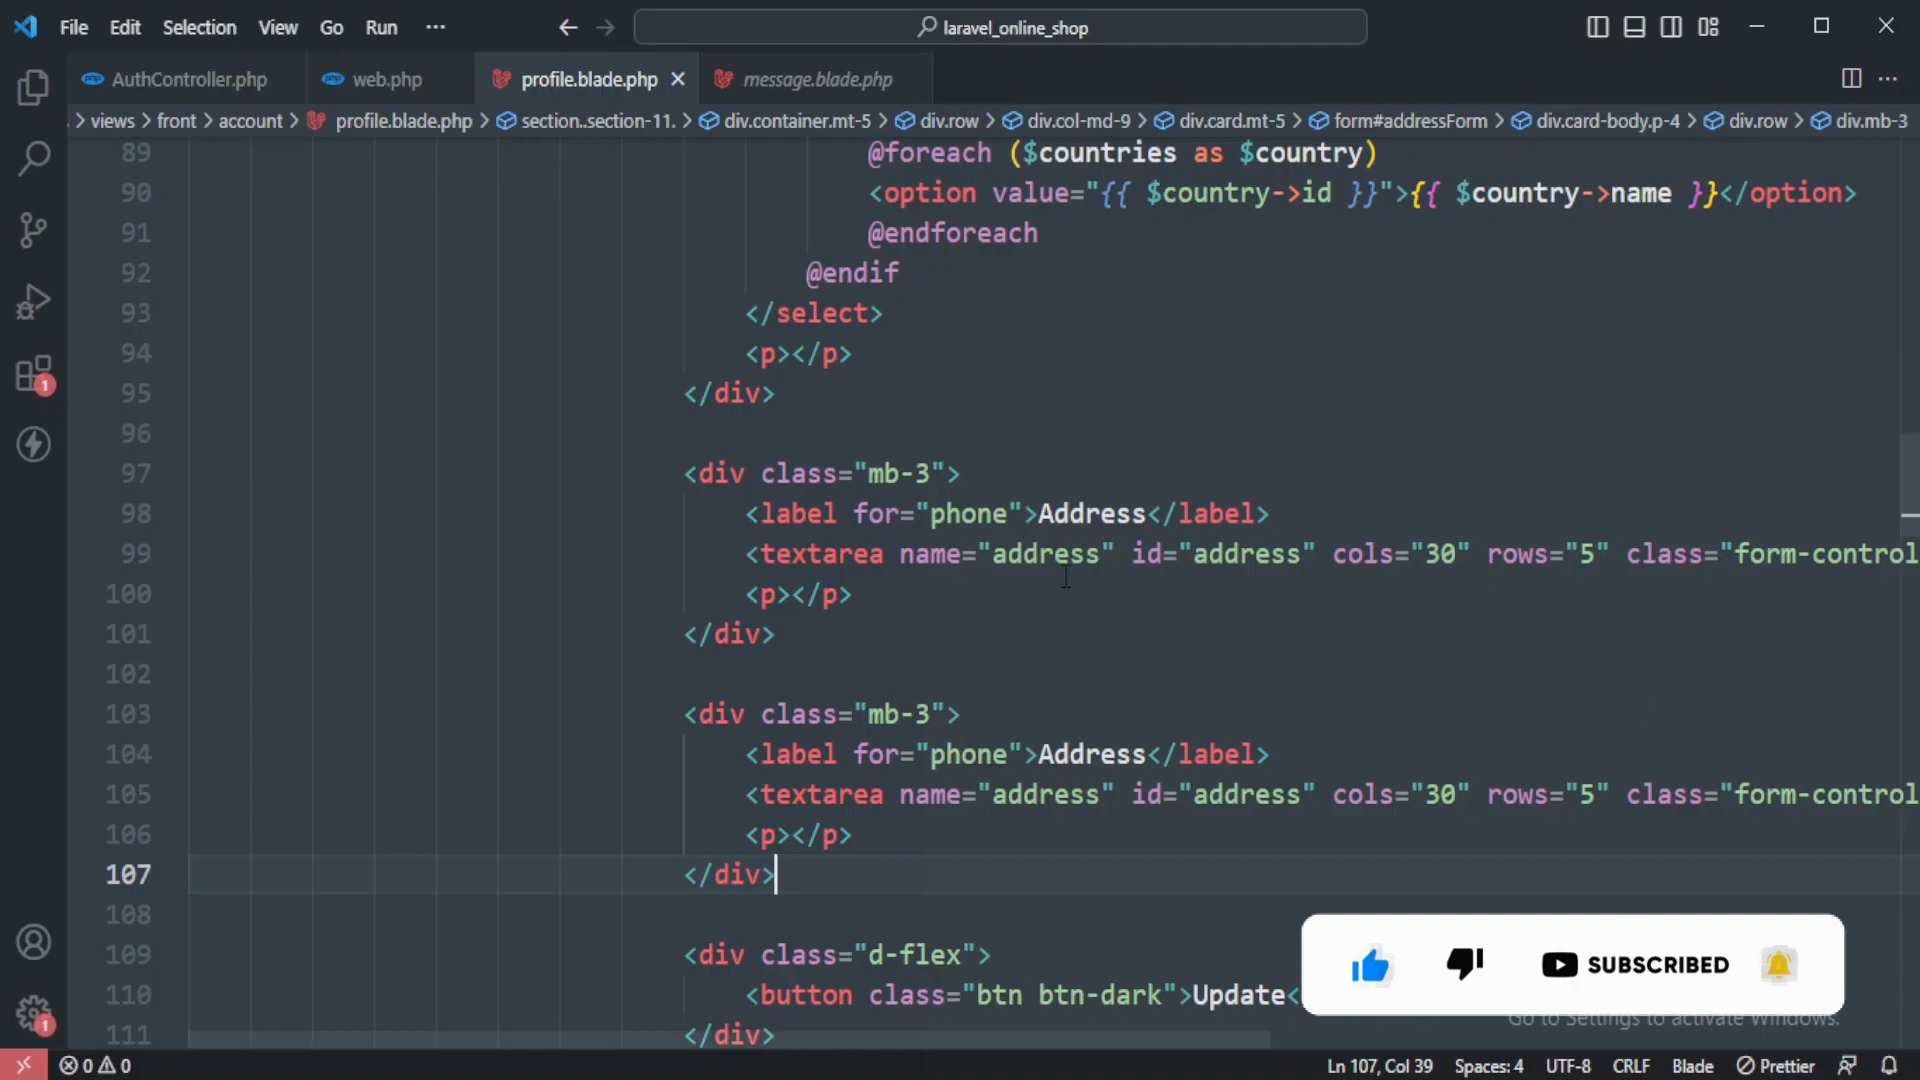 File Edit Selection View Go Run ··· laravel_online_shop
AuthController.php web.php profile.blade.php message.blade.php
views > front > account > profile.blade.php > section..section-11. > div.container.mt-5 > div.row > div.col-md-9 > div.card.mt-5 > form#addressForm > div.card-body.p-4 > div.row > div.mb-3
89 @foreach ($countries as $country)
90 <option value="{{ $country->id }}">{{ $country->name }}</option>
91 @endforeach
92 @endif
93 </select>
94 <p></p>
95 </div>
96
97 <div class="mb-3">
98 <label for="phone">Address</label>
99 <textarea name="address" id="address" cols="30" rows="5" class="form-control
100 <p></p>
101 </div>
102
103 <div class="mb-3">
104 <label for="phone">Address</label>
105 <textarea name="address" id="address" cols="30" rows="5" class="form-control
106 <p></p>
107 </div>
108
109 <div class="d-flex">
110 <button class="btn btn-dark">Update<
111 </div>
SUBSCRIBED
Go to Settings to activate Windows.
1
1
0 0 Ln 107, Col 39 Spaces: 4 UTF-8 CRLF Blade Prettier